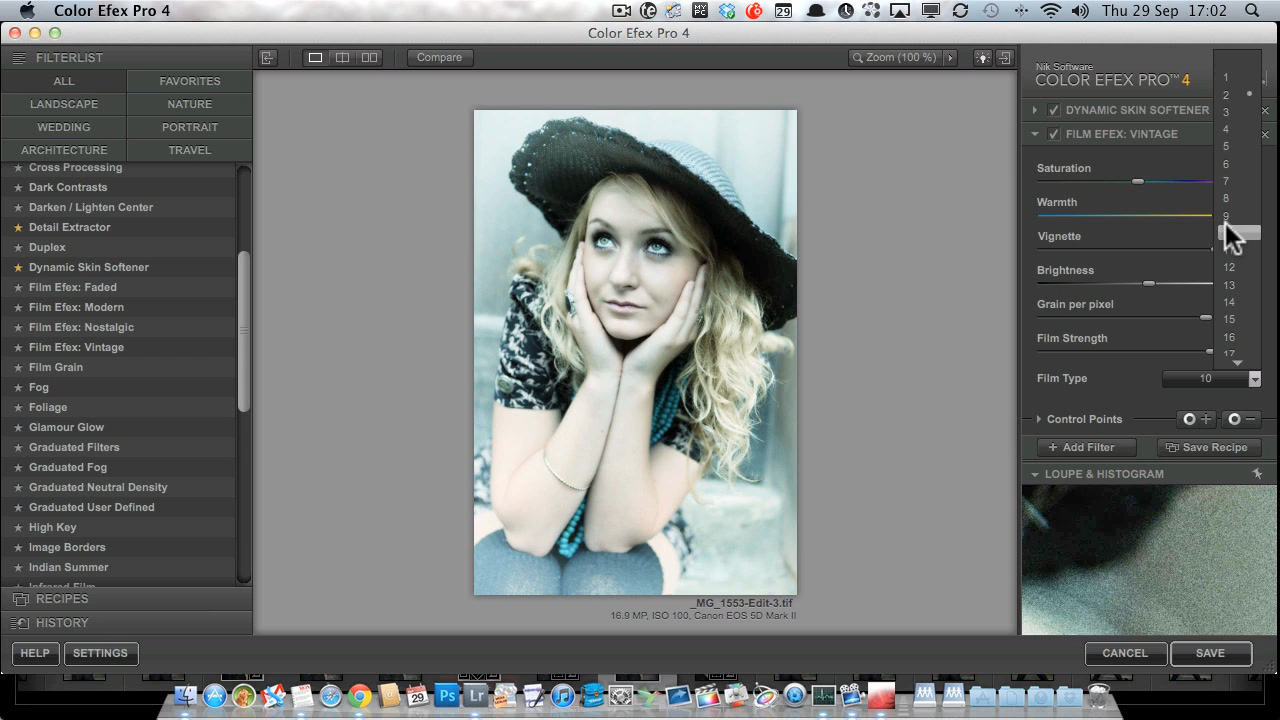 Color Efex Pro 4
29
Thu 29 Sep 17:02
Color Efex Pro 4
FILTERLIST
ALL
FAVORITES
LANDSCAPE
NATURE
WEDDING
PORTRAIT
ARCHITECTURE
TRAVEL
Cross Processing
Dark Contrasts
Darken / Lighten Center
Detail Extractor
Duplex
Dynamic Skin Softener
Film Efex: Faded
Film Efex: Modern
Film Efex: Nostalgic
Film Efex: Vintage
Film Grain
Fog
Foliage
Glamour Glow
Graduated Filters
Graduated Fog
Graduated Neutral Density
Graduated User Defined
High Key
Image Borders
Indian Summer
Infrared Film
RECIPES
HISTORY
HELP
SETTINGS
Compare
Zoom (100 %)
_MG_1553-Edit-3.tif
16.9 MP, ISO 100, Canon EOS 5D Mark II
Nik Software
COLOR EFEX PRO™ 4
DYNAMIC SKIN SOFTENER
FILM EFEX: VINTAGE
Saturation
Warmth
Vignette
Brightness
Grain per pixel
Film Strength
Film Type
10
1
2
3
4
5
6
7
8
9
12
13
14
15
16
17
Control Points
+ Add Filter
Save Recipe
LOUPE & HISTOGRAM
CANCEL
SAVE
29
Ps
Lr